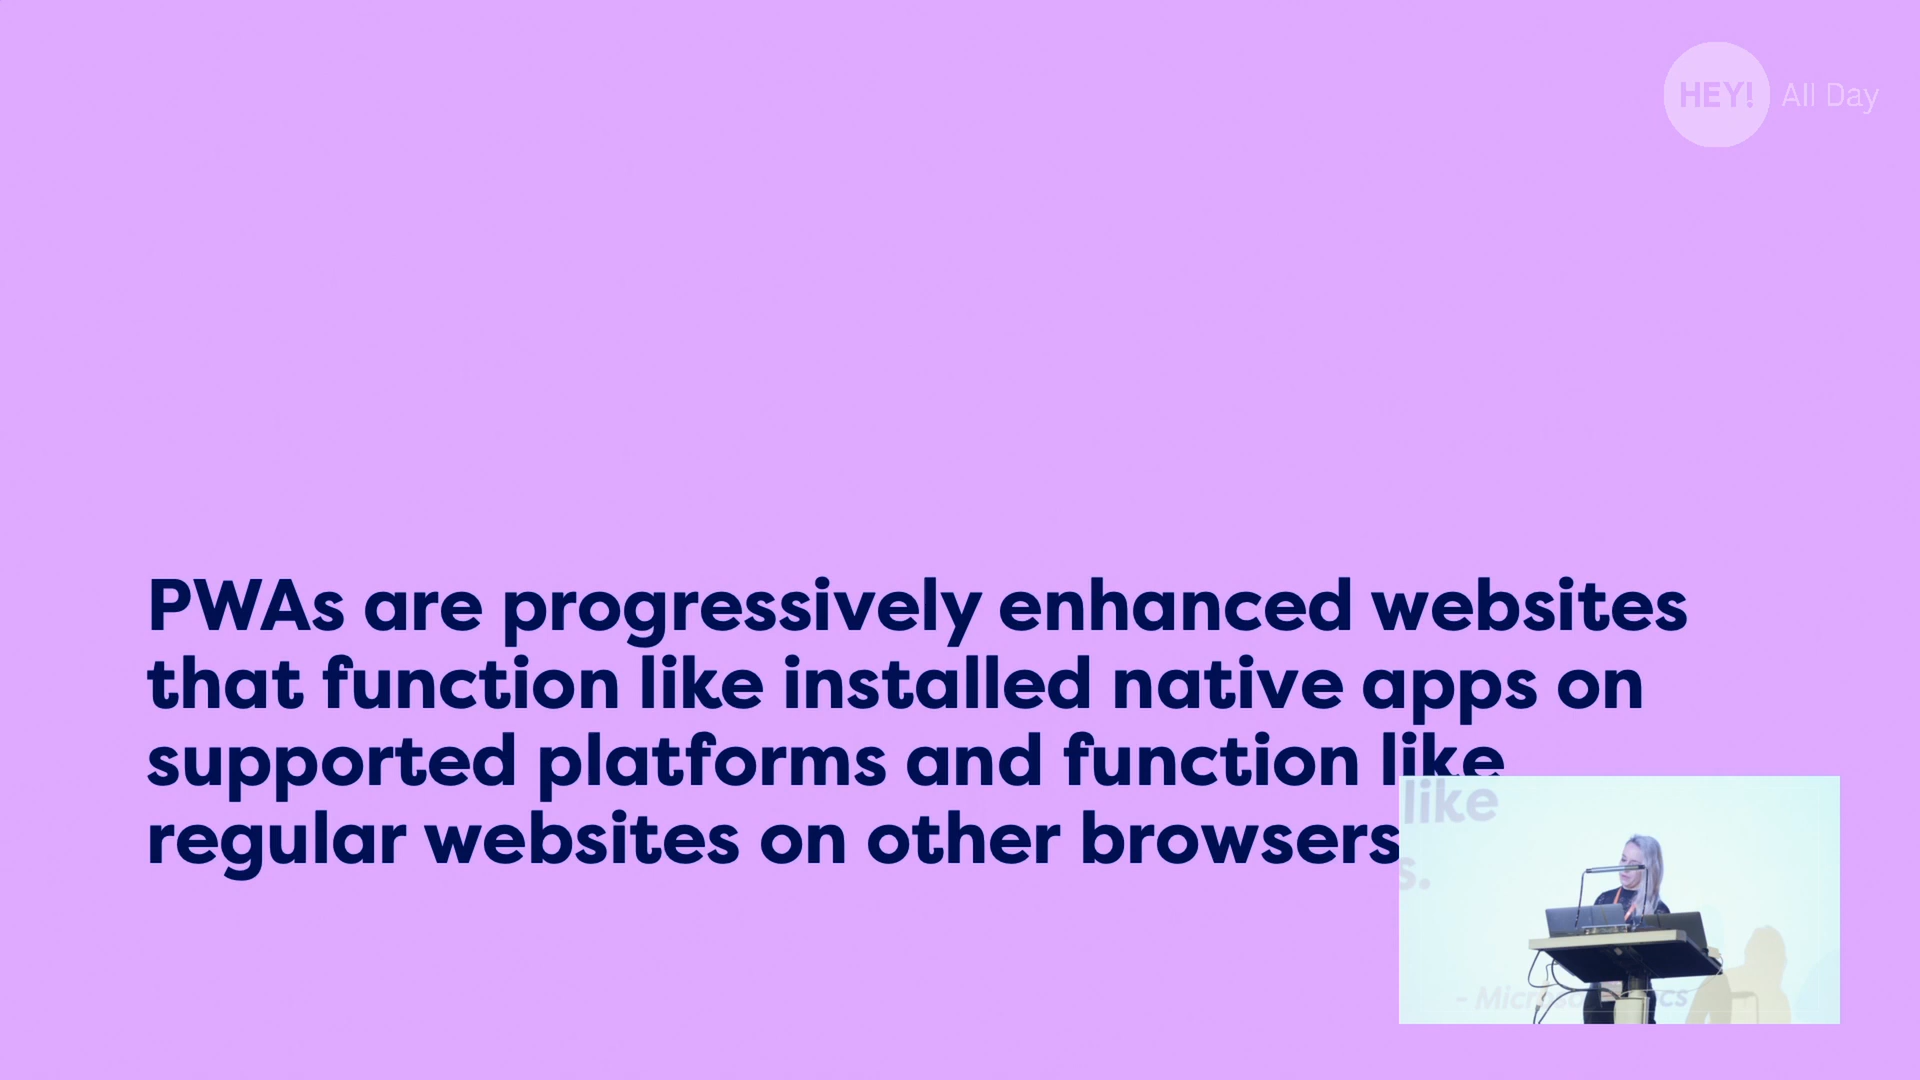 HEY! All Day
PWAs are progressively enhanced websites
that function like installed native apps on
supported platforms and function like
regular websites on other browsers
like
s.